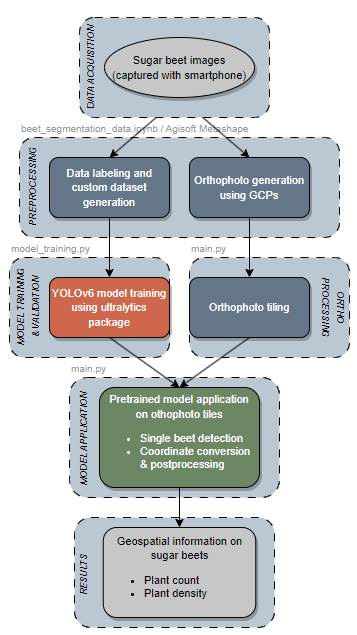 DATA ACQUISITION
Sugar beet images
(captured with smartphone)
beet_segmentation_data.ipynb / Agisoft Metashape
PREPROCESSING
Data labeling and
custom dataset
generation
Orthophoto generation
using GCPs
model_training.py
main.py
MODEL TRAINING
& VALIDATION
YOLOv6 model training
using ultralytics
package
Orthophoto tiling
ORTHO
PROCESSING
main.py
MODEL APPLICATION
Pretrained model application
on othophoto tiles
• Single beet detection
• Coordinate conversion
& postprocessing
RESULTS
Geospatial information on
sugar beets
• Plant count
• Plant density